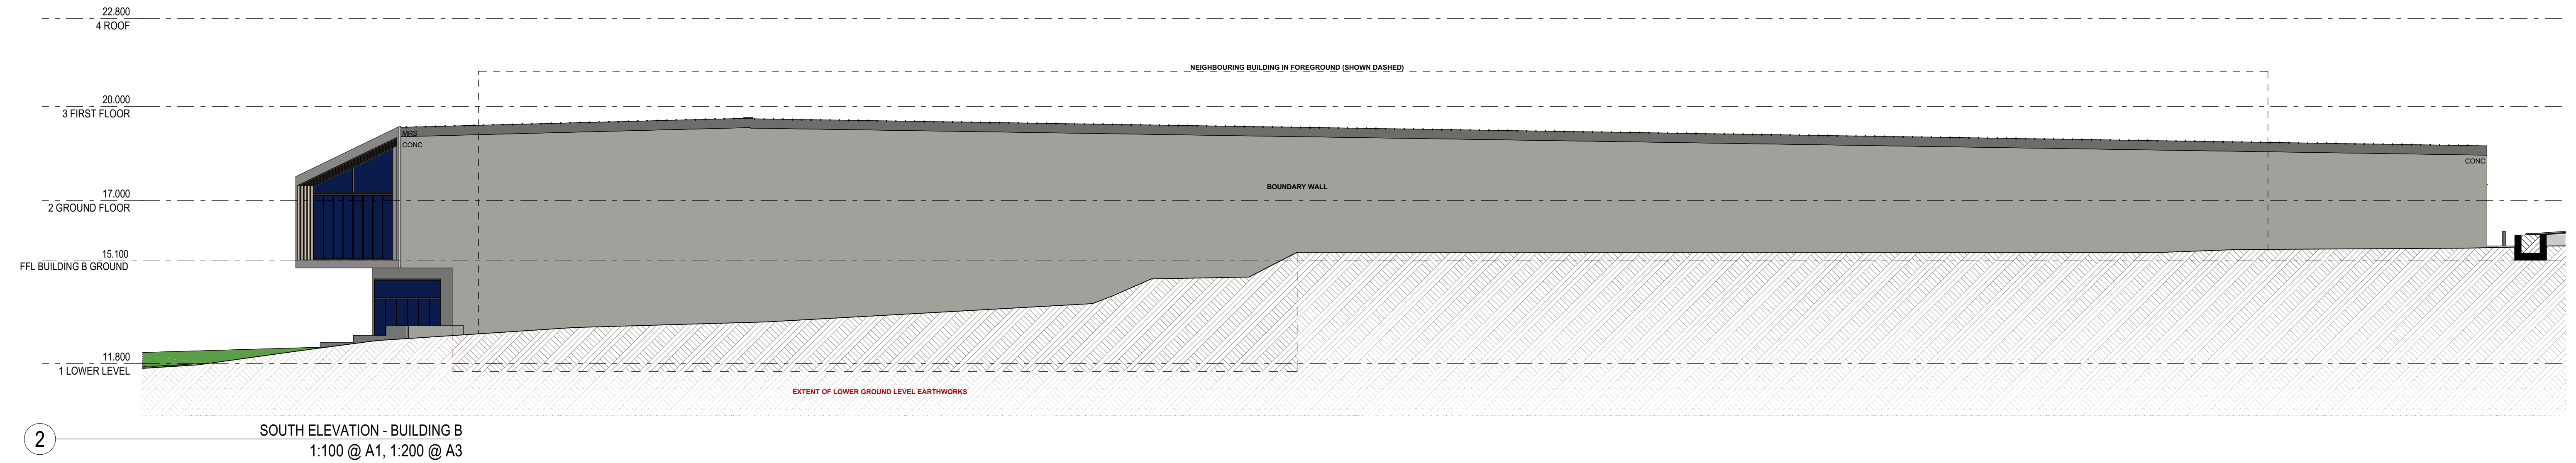 22.800
4 ROOF
NEIGHBOURING BUILDING IN FOREGROUND (SHOWN DASHED)
20.000
3 FIRST FLOOR
MRS
CONC
CONC
BOUNDARY WALL
17.000
2 GROUND FLOOR
15.100
FFL BUILDING B GROUND
11.800
1 LOWER LEVEL
EXTENT OF LOWER GROUND LEVEL EARTHWORKS
2
SOUTH ELEVATION - BUILDING B
1:100 @ A1, 1:200 @ A3